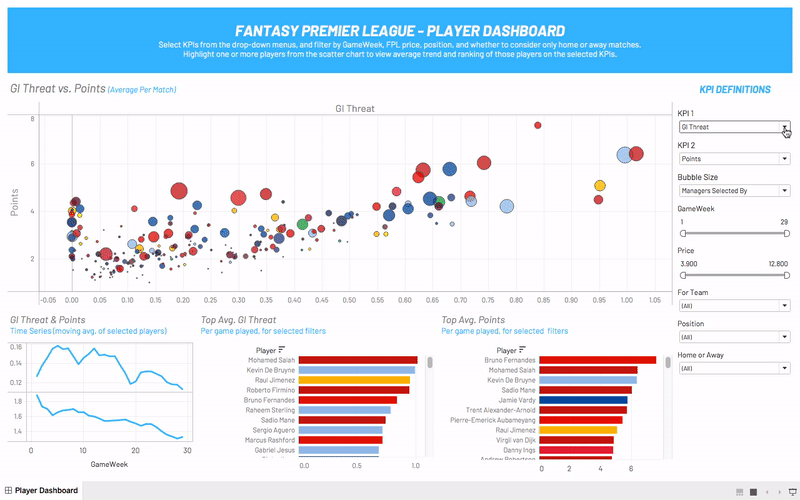 FANTASY PREMIER LEAGUE - PLAYER DASHBOARD
Select KPIs from the drop-down menus, and filter by GameWeek, FPL price, position, and whether to consider only home or away matches.
Highlight one or more players from the scatter chart to view average trend and ranking of those players on the selected KPIs.
GI Threat vs. Points (Average Per Match)
KPI DEFINITIONS
GI Threat
Points
8
6
4
2
-0.05 0.00 0.05 0.10 0.15 0.20 0.25 0.30 0.35 0.40 0.45 0.50 0.55 0.60 0.65 0.70 0.75 0.80 0.85 0.90 0.95 1.00 1.05
KPI 1
GI Threat
KPI 2
Points
Bubble Size
Managers Selected By
GameWeek
1 29
Price
3.900 12.800
For Team
(All)
Position
(All)
Home or Away
(All)
GI Threat & Points
Time Series (moving avg. of selected players)
0.16
0.14
0.12
1.8
1.6
1.4
0 10 20 30
GameWeek
Top Avg. GI Threat
Per game played, for selected filters
Player
Mohamed Salah
Kevin De Bruyne
Raul Jimenez
Roberto Firmino
Bruno Fernandes
Raheem Sterling
Sadio Mane
Sergio Aguero
Marcus Rashford
Gabriel Jesus
0.0 0.5 1.0
Top Avg. Points
Per game played, for selected filters
Player
Bruno Fernandes
Mohamed Salah
Kevin De Bruyne
Sadio Mane
Jamie Vardy
Trent Alexander-Arnold
Pierre-Emerick Aubameyang
Raul Jimenez
Virgil van Dijk
Danny Ings
Andrew Robertson
0 2 4 6
Player Dashboard